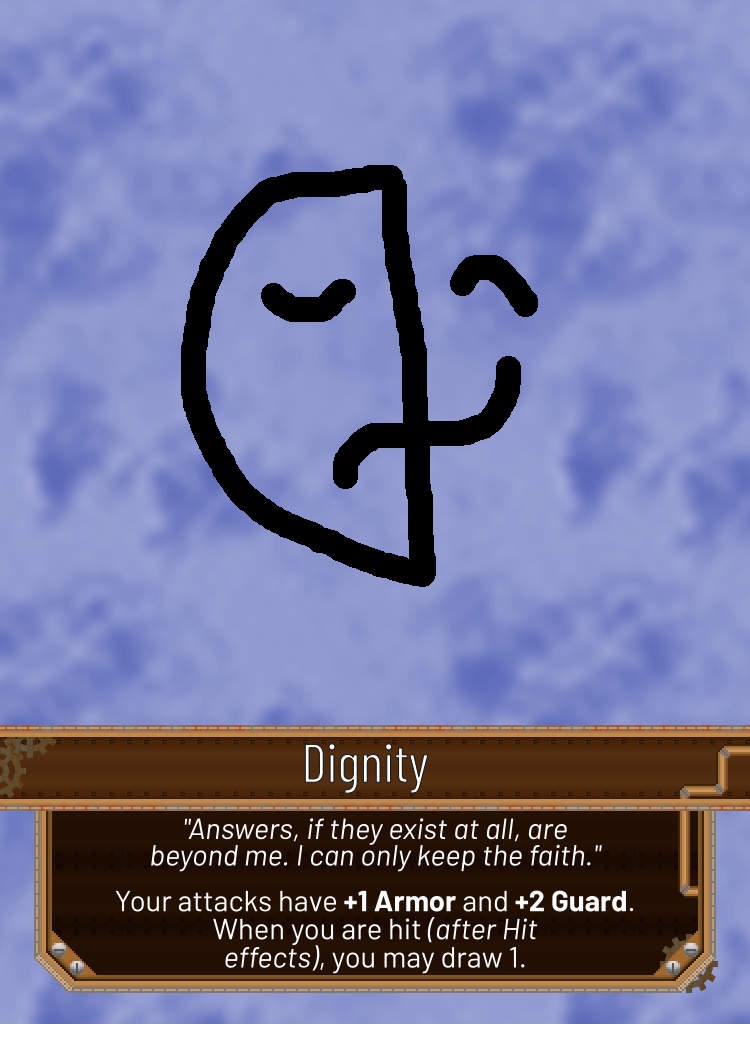 Dignity
"Answers, if they exist at all, are
beyond me. I can only keep the faith."
Your attacks have +1 Armor and +2 Guard.
When you are hit (after Hit
effects), you may draw 1.